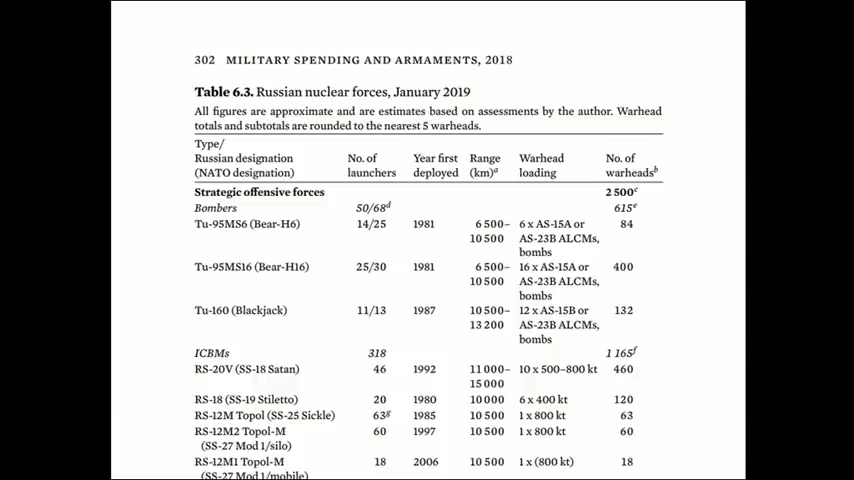 302 MILITARY SPENDING AND ARMAMENTS, 2018
Table 6.3. Russian nuclear forces, January 2019
All figures are approximate and are estimates based on assessments by the author. Warhead
totals and subtotals are rounded to the nearest 5 warheads.
Type/
Russian designation No. of Year first Range Warhead No. of
(NATO designation) launchers deployed (km)a loading warheadsb
Strategic offensive forces 2 500c
Bombers 50/68d 615e
Tu-95MS6 (Bear-H6) 14/25 1981 6 500– 6 x AS-15A or 84
10 500 AS-23B ALCMs,
bombs
Tu-95MS16 (Bear-H16) 25/30 1981 6 500– 16 x AS-15A or 400
10 500 AS-23B ALCMs,
bombs
Tu-160 (Blackjack) 11/13 1987 10 500– 12 x AS-15B or 132
13 200 AS-23B ALCMs,
bombs
ICBMs 318 1 165f
RS-20V (SS-18 Satan) 46 1992 11 000– 10 x 500–800 kt 460
15 000
RS-18 (SS-19 Stiletto) 20 1980 10 000 6 x 400 kt 120
RS-12M Topol (SS-25 Sickle) 63g 1985 10 500 1 x 800 kt 63
RS-12M2 Topol-M 60 1997 10 500 1 x 800 kt 60
(SS-27 Mod 1/silo)
RS-12M1 Topol-M 18 2006 10 500 1 x (800 kt) 18
(SS-27 Mod 1/mobile)